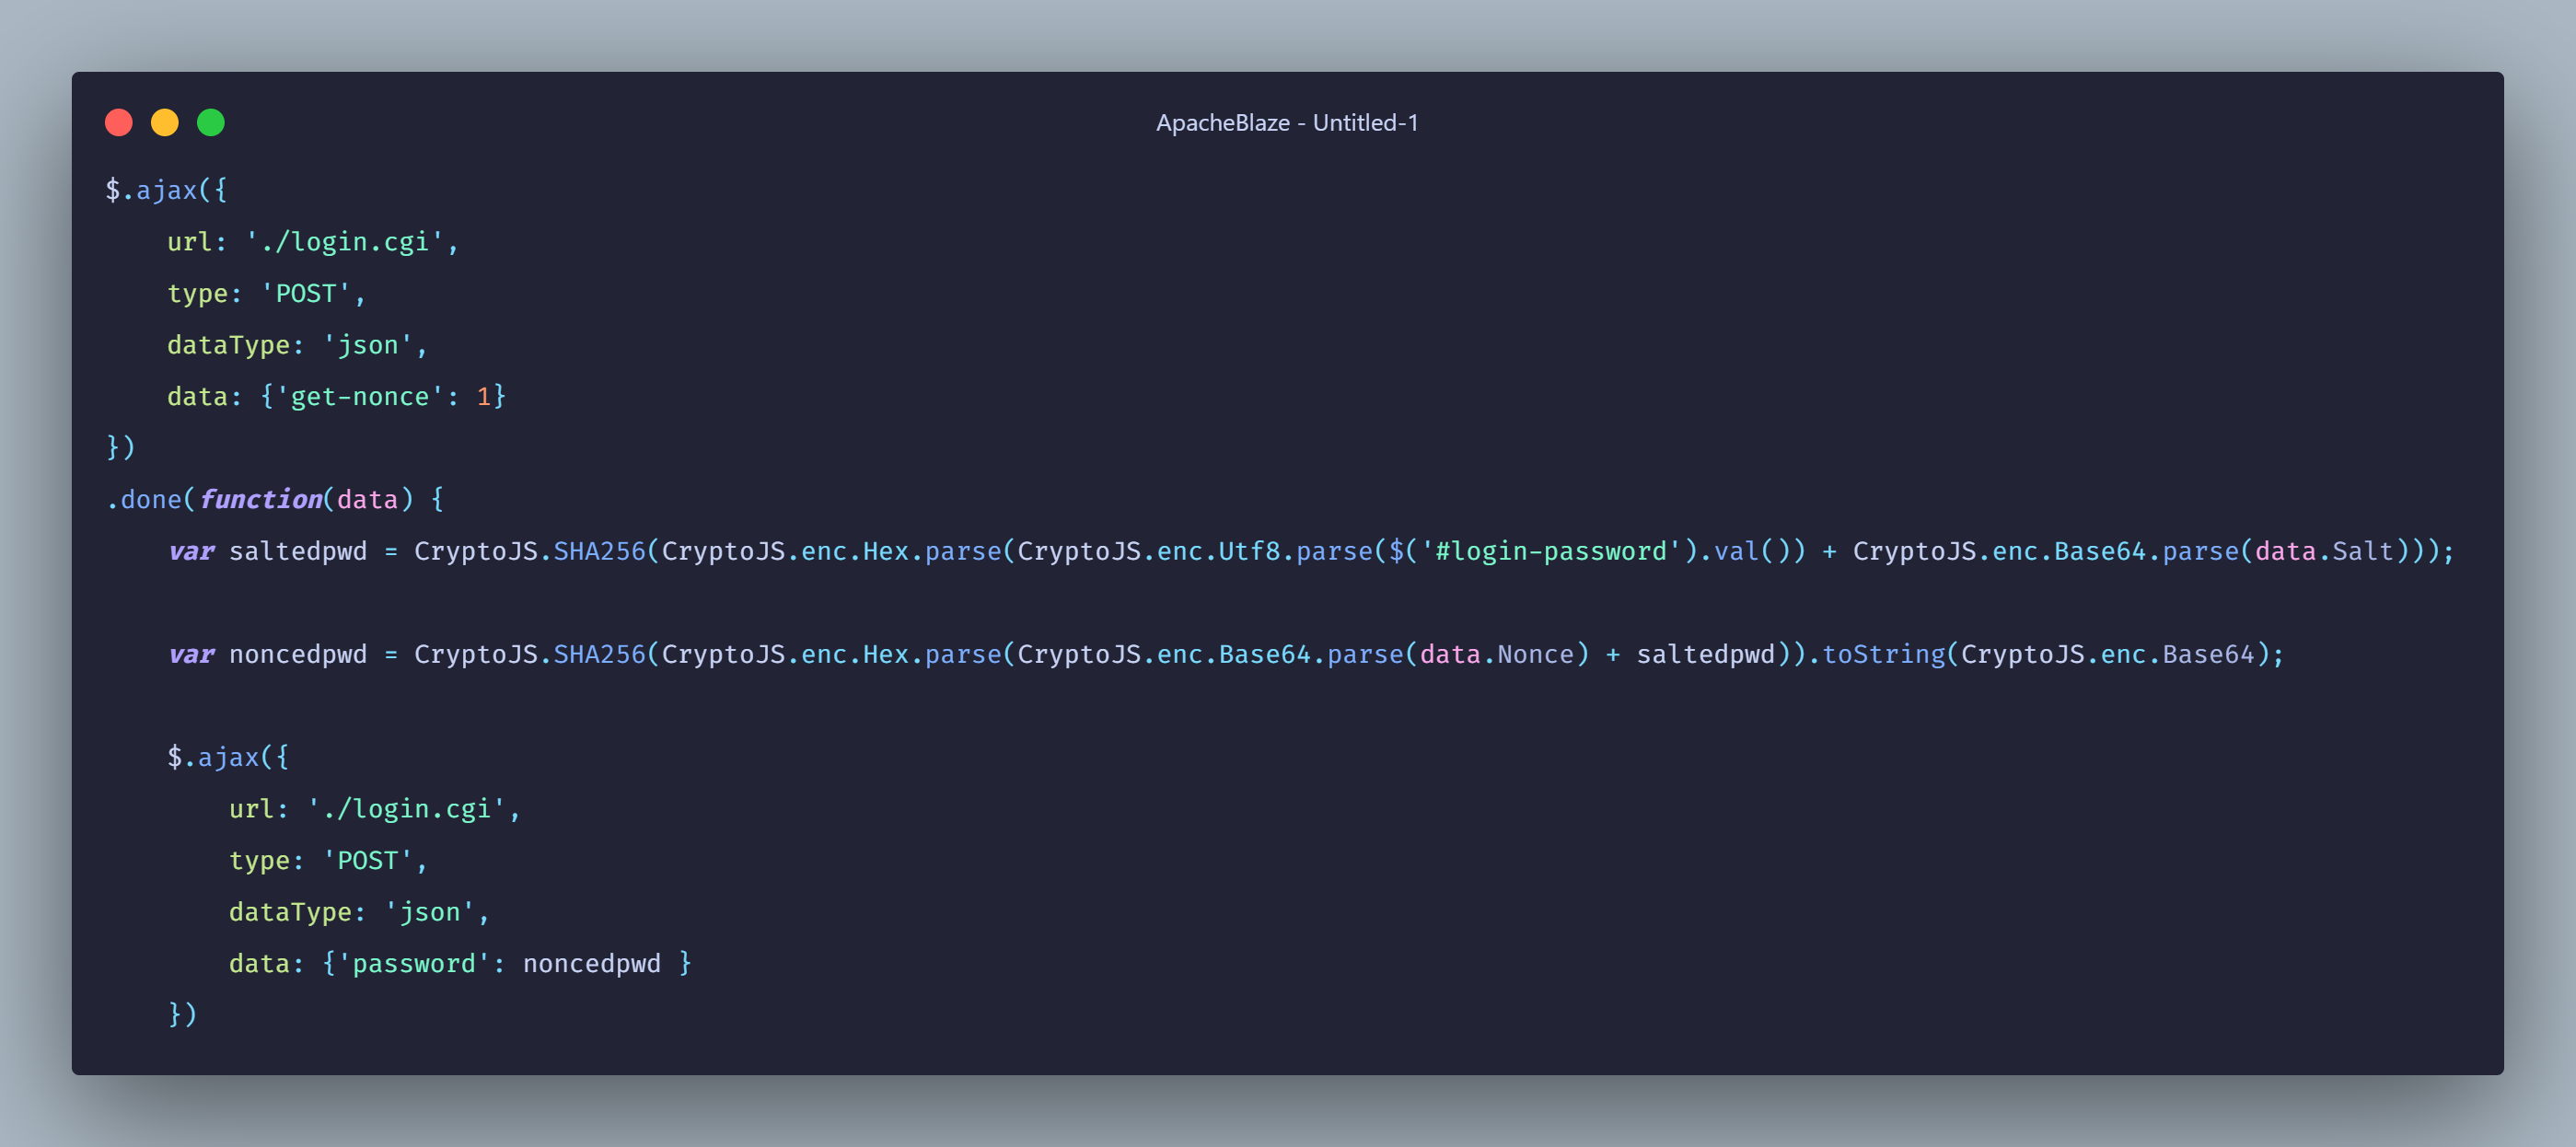 ApacheBlaze - Untitled-1
$.ajax({
    url: './login.cgi',
    type: 'POST',
    dataType: 'json',
    data: {'get-nonce': 1}
})
.done(function(data) {
    var saltedpwd = CryptoJS.SHA256(CryptoJS.enc.Hex.parse(CryptoJS.enc.Utf8.parse($('#login-password').val()) + CryptoJS.enc.Base64.parse(data.Salt)));
    var noncedpwd = CryptoJS.SHA256(CryptoJS.enc.Hex.parse(CryptoJS.enc.Base64.parse(data.Nonce) + saltedpwd)).toString(CryptoJS.enc.Base64);
    $.ajax({
        url: './login.cgi',
        type: 'POST',
        dataType: 'json',
        data: {'password': noncedpwd }
    })